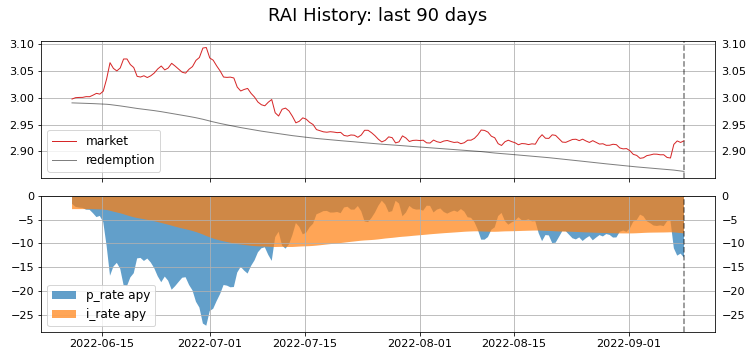 RAI History: last 90 days
3.10 3.10
3.05 3.05
3.00 3.00
2.95 2.95
2.90 2.90
market
redemption
0 0
−5 −5
−10 −10
−15 −15
−20 −20
−25 −25
p_rate apy
i_rate apy
2022-06-15 2022-07-01 2022-07-15 2022-08-01 2022-08-15 2022-09-01